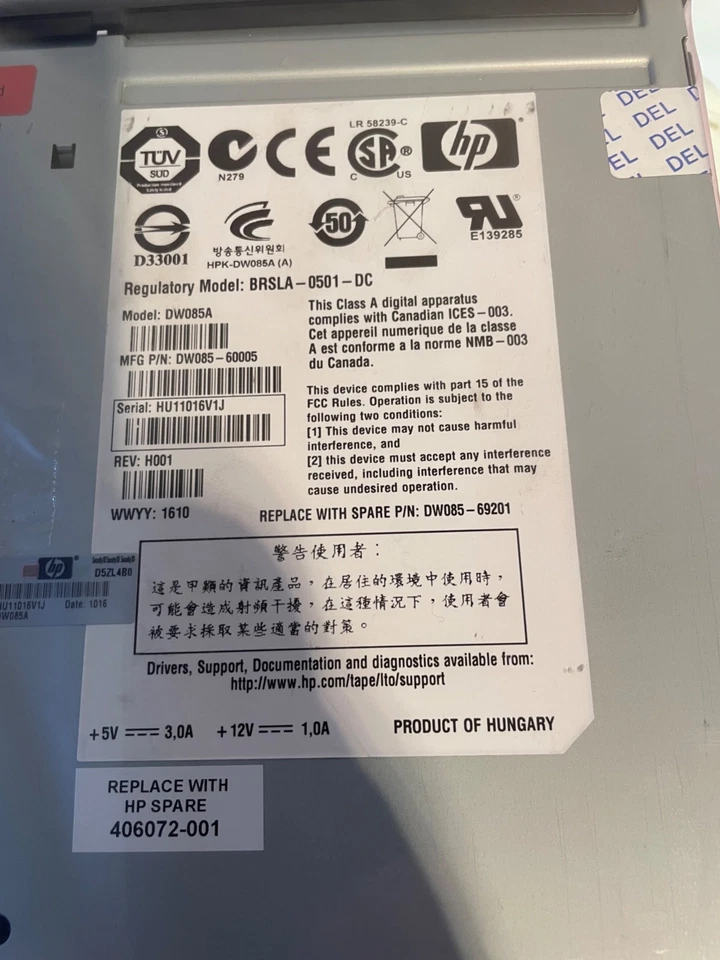 DEL DEL
DEL DEL
DEL DEL
TÜV
SÜD
N279
CE
LR 58239-C
SA
®
C US
hp
D33001
방송통신위원회
HPK-DW085A (A)
50
®
E139285
Regulatory Model: BRSLA-0501-DC
Model: DW085A
MFG P/N: DW085-60005
Serial: HU11016V1J
REV: H001
WWYY: 1610
This Class A digital apparatus
complies with Canadian ICES-003.
Cet appareil numerique de la classe
A est conforme a la norme NMB-003
du Canada.
This device complies with part 15 of the
FCC Rules. Operation is subject to the
following two conditions:
[1] This device may not cause harmful
interference, and
[2] this device must accept any interference
received, including interference that may
cause undesired operation.
REPLACE WITH SPARE P/N: DW085-69201
警告使用者：
這是甲類的資訊產品，在居住的環境中使用時，
可能會造成射頻干擾，在這種情況下，使用者會
被要求採取某些適當的對策。
hp
D5ZL4B0
HU11016V1J Date: 1016
DW085A
Drivers, Support, Documentation and diagnostics available from:
http://www.hp.com/tape/lto/support
+5V 3,0A +12V 1,0A
PRODUCT OF HUNGARY
REPLACE WITH
HP SPARE
406072-001